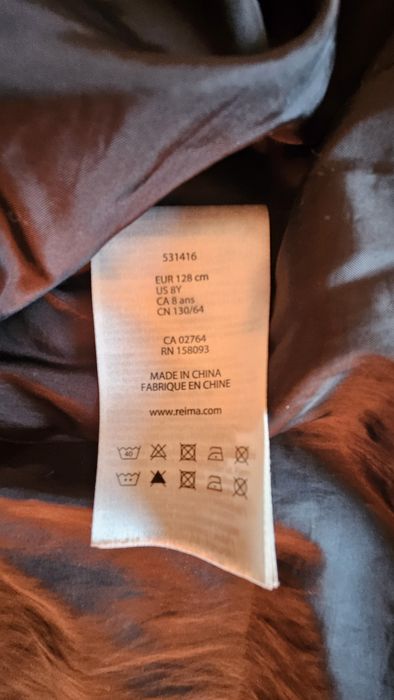 531416
EUR 128 cm
US 8Y
CA 8 ans
CN 130/64
CA 02764
RN 158093
MADE IN CHINA
FABRIQUE EN CHINE
www.reima.com
40